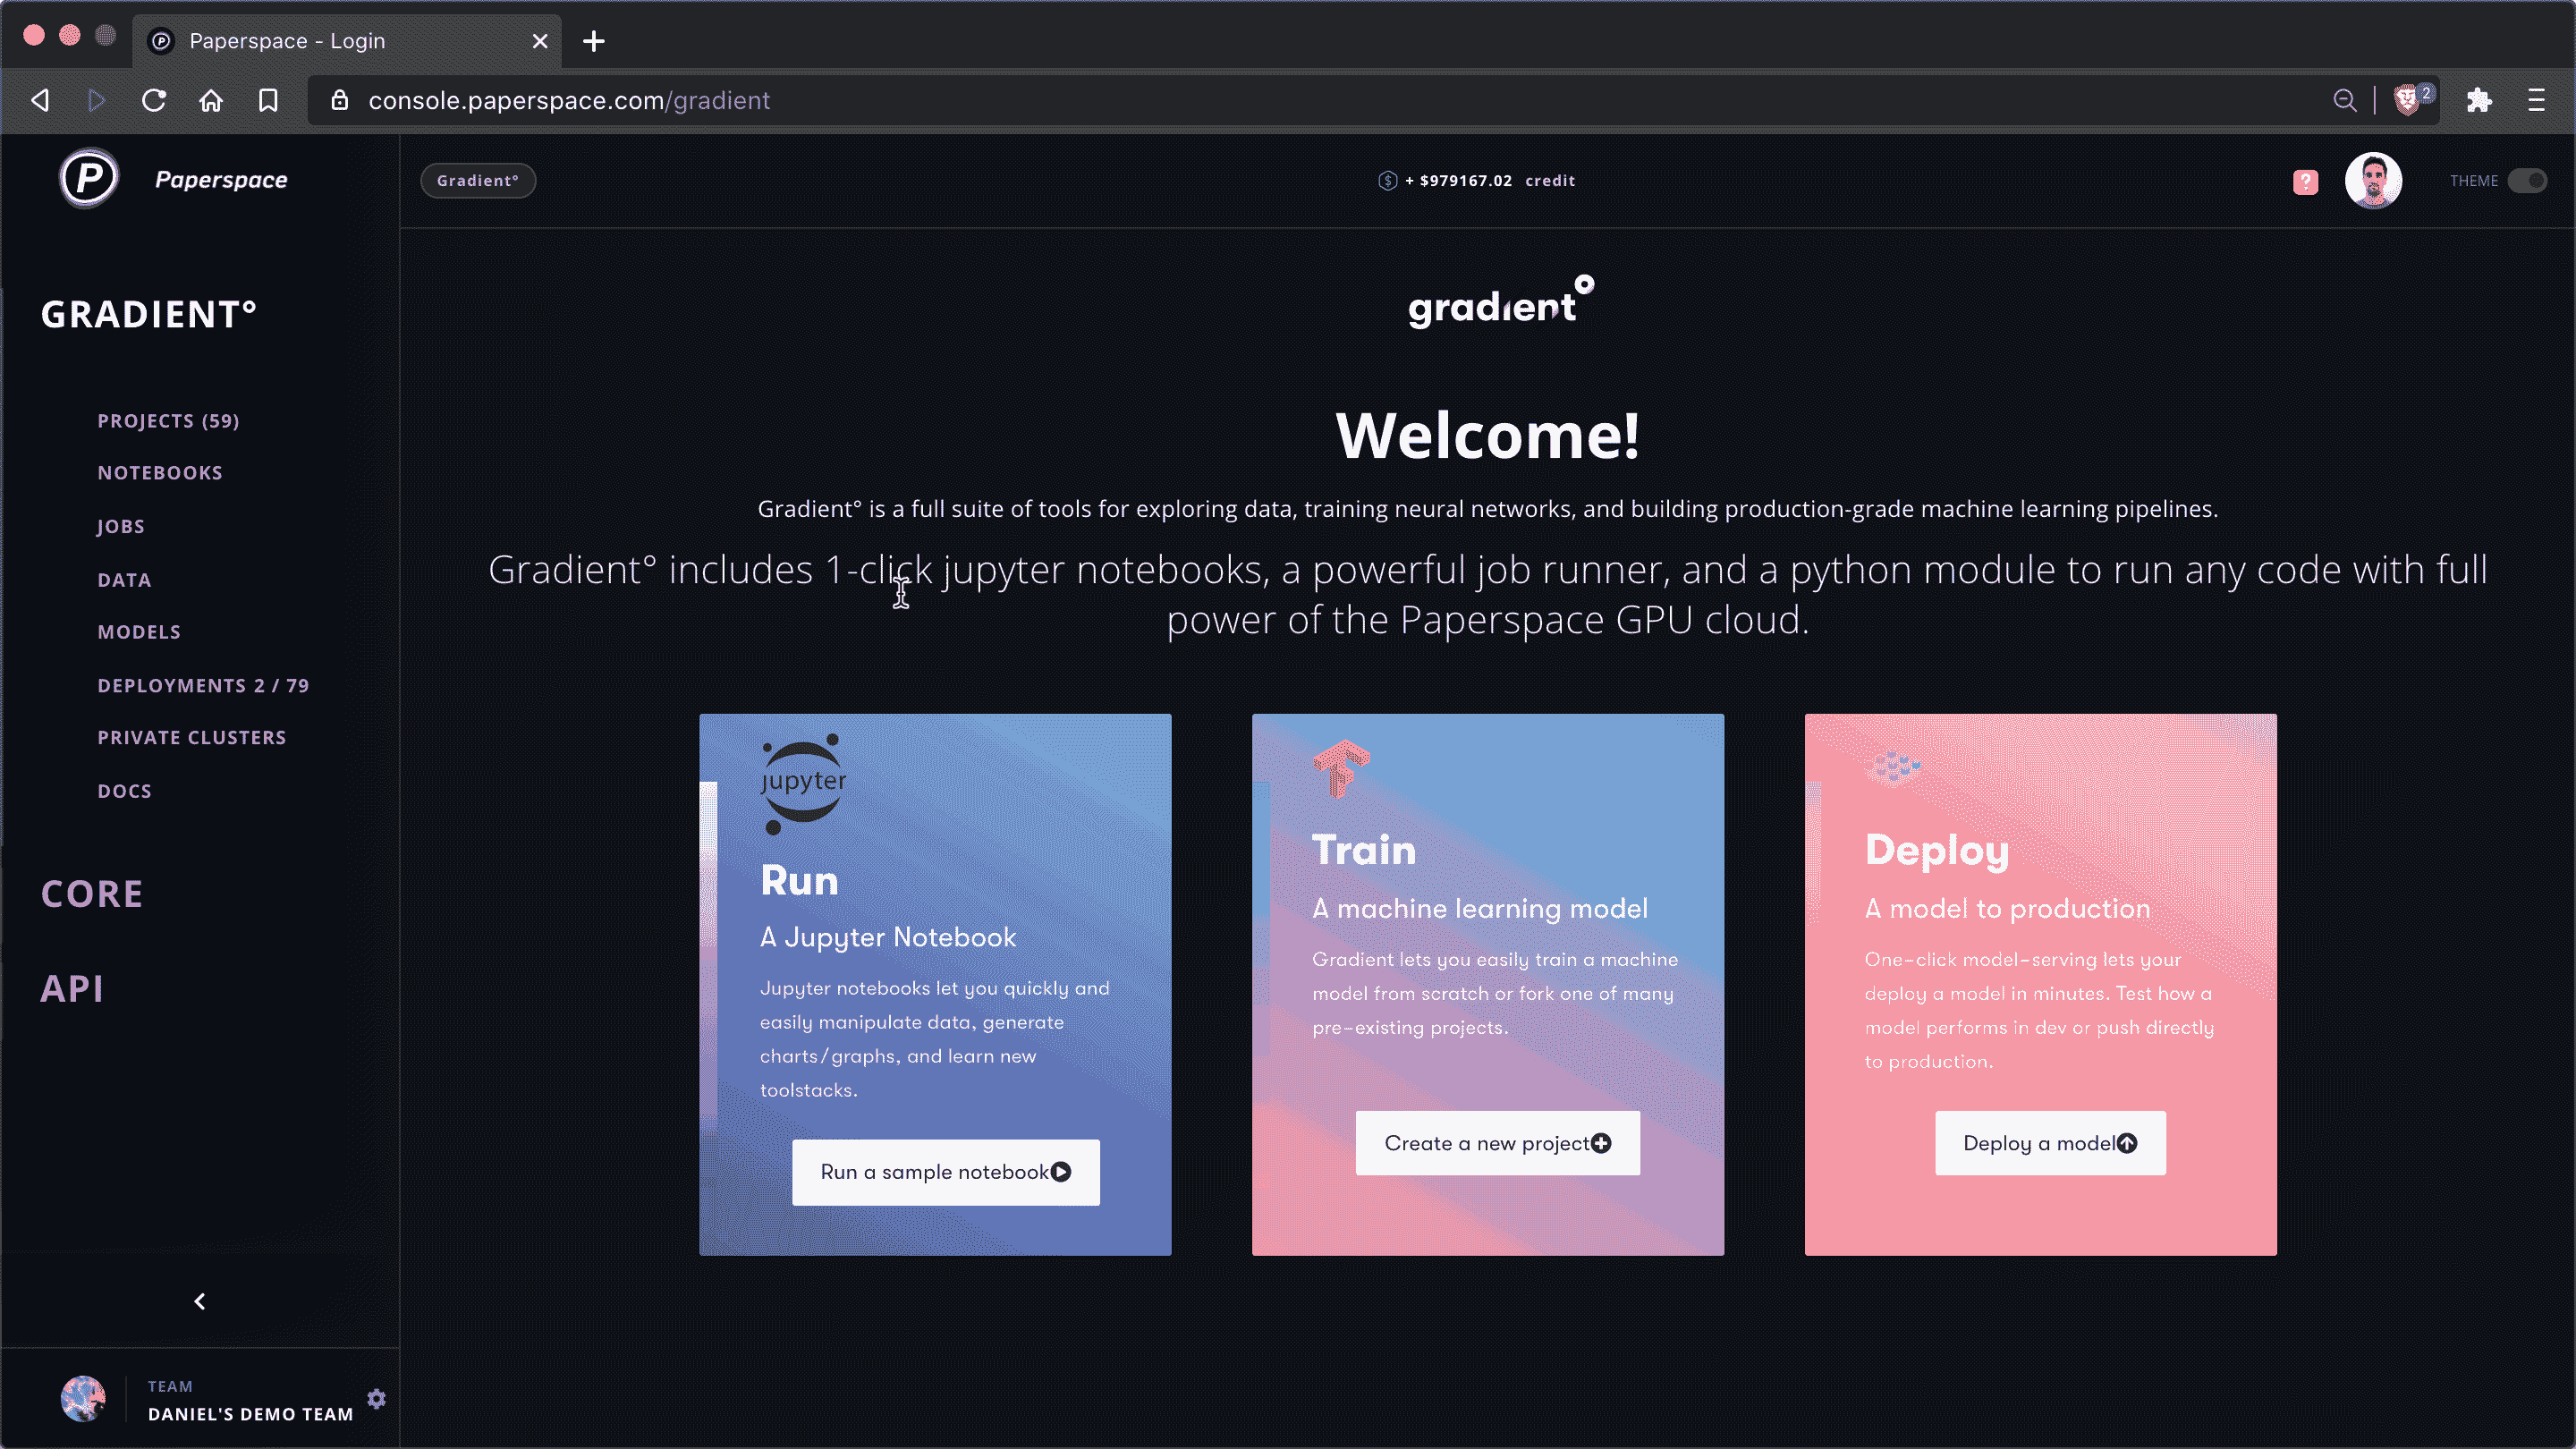 Paperspace - Login
console.paperspace.com/gradient
2
P Paperspace
Gradient°
$ + $979167.02 credit
?
THEME
GRADIENT°
PROJECTS (59)
NOTEBOOKS
JOBS
DATA
MODELS
DEPLOYMENTS 2 / 79
PRIVATE CLUSTERS
DOCS
CORE
API
TEAM
DANIEL'S DEMO TEAM
gradient°
Welcome!
Gradient° is a full suite of tools for exploring data, training neural networks, and building production-grade machine learning pipelines.
Gradient° includes 1-click jupyter notebooks, a powerful job runner, and a python module to run any code with full
power of the Paperspace GPU cloud.
jupyter
Run
A Jupyter Notebook
Jupyter notebooks let you quickly and
easily manipulate data, generate
charts/graphs, and learn new
toolstacks.
Run a sample notebook
Train
A machine learning model
Gradient lets you easily train a machine
model from scratch or fork one of many
pre-existing projects.
Create a new project
Deploy
A model to production
One-click model-serving lets your
deploy a model in minutes. Test how a
model performs in dev or push directly
to production.
Deploy a model